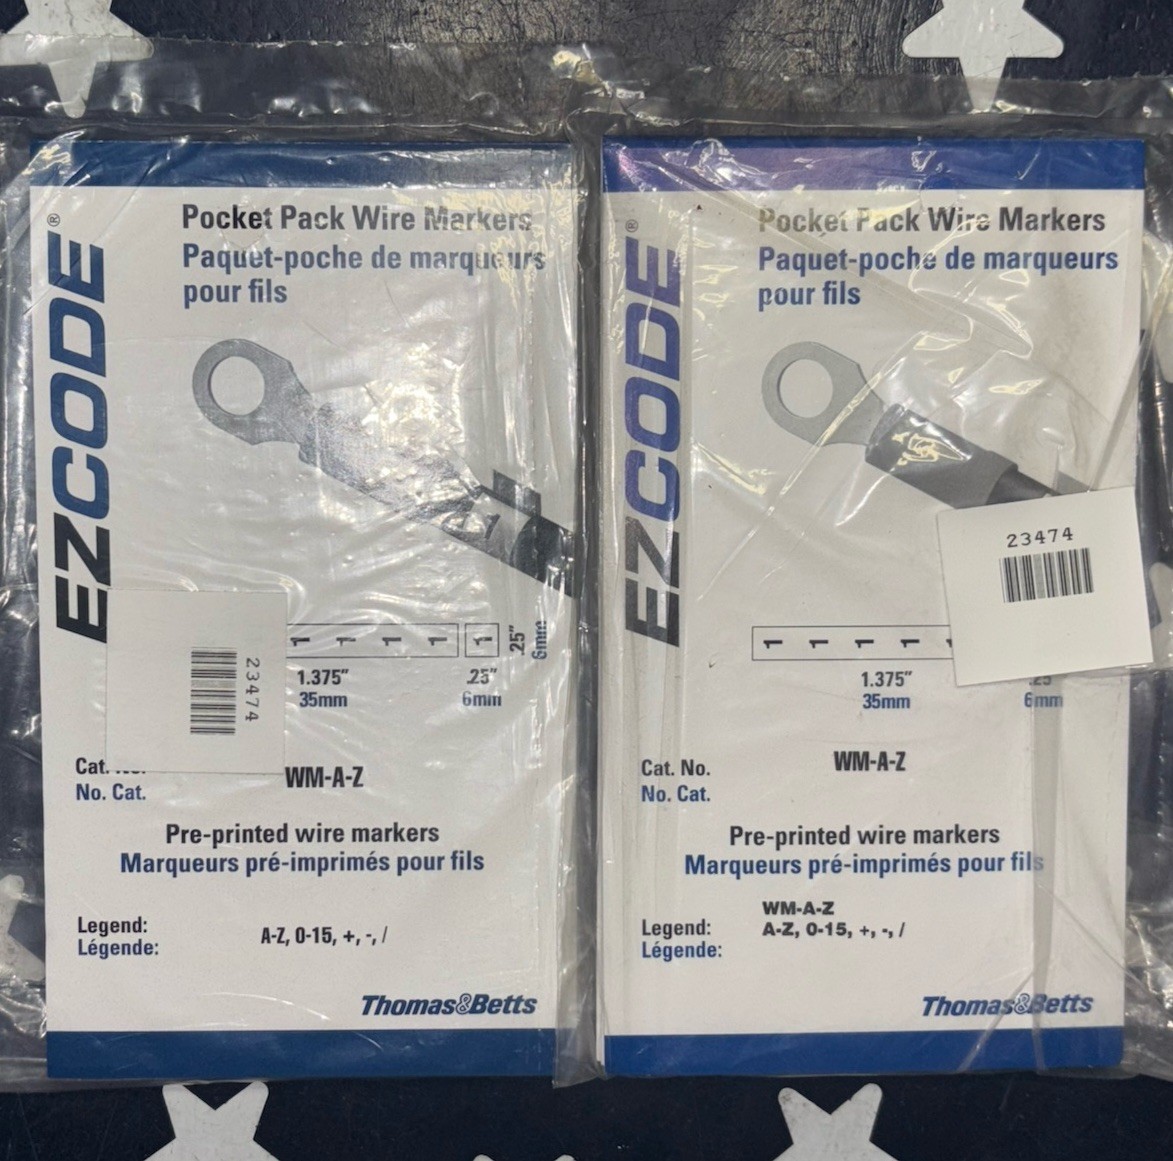 EZCODE®
Pocket Pack Wire Markers
Paquet-poche de marqueurs
pour fils
1 1 1 1 1
.25"
6mm
1.375"
35mm
.25"
6mm
23474
Cat. No.
No. Cat.
WM-A-Z
Pre-printed wire markers
Marqueurs pré-imprimés pour fils
Legend:
Légende:
A-Z, 0-15, +, -, /
Thomas&Betts
EZCODE®
Pocket Pack Wire Markers
Paquet-poche de marqueurs
pour fils
23474
1 1 1 1
1.375"
35mm
.25
6mm
Cat. No.
No. Cat.
WM-A-Z
Pre-printed wire markers
Marqueurs pré-imprimés pour fils
WM-A-Z
Legend:
A-Z, 0-15, +, -, /
Légende:
Thomas&Betts